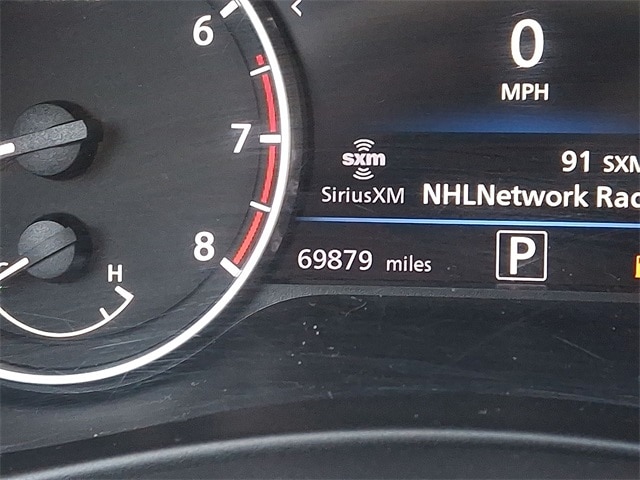 6
7
8
H
0
MPH
sxm
SiriusXM
91 SXM
NHLNetwork Rad
69879 miles
P